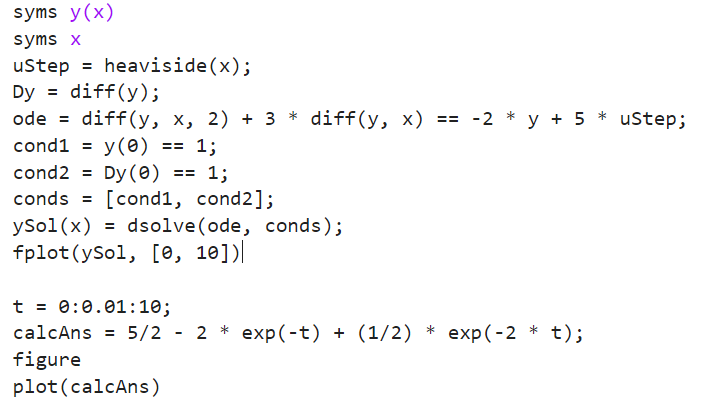 syms y(x)
syms x
uStep = heaviside(x);
Dy = diff(y);
ode = diff(y, x, 2) + 3 * diff(y, x) == -2 * y + 5 * uStep;
cond1 = y(0) == 1;
cond2 = Dy(0) == 1;
conds = [cond1, cond2];
ySol(x) = dsolve(ode, conds);
fplot(ySol, [0, 10])
t = 0:0.01:10;
calcAns = 5/2 - 2 * exp(-t) + (1/2) * exp(-2 * t);
figure
plot(calcAns)